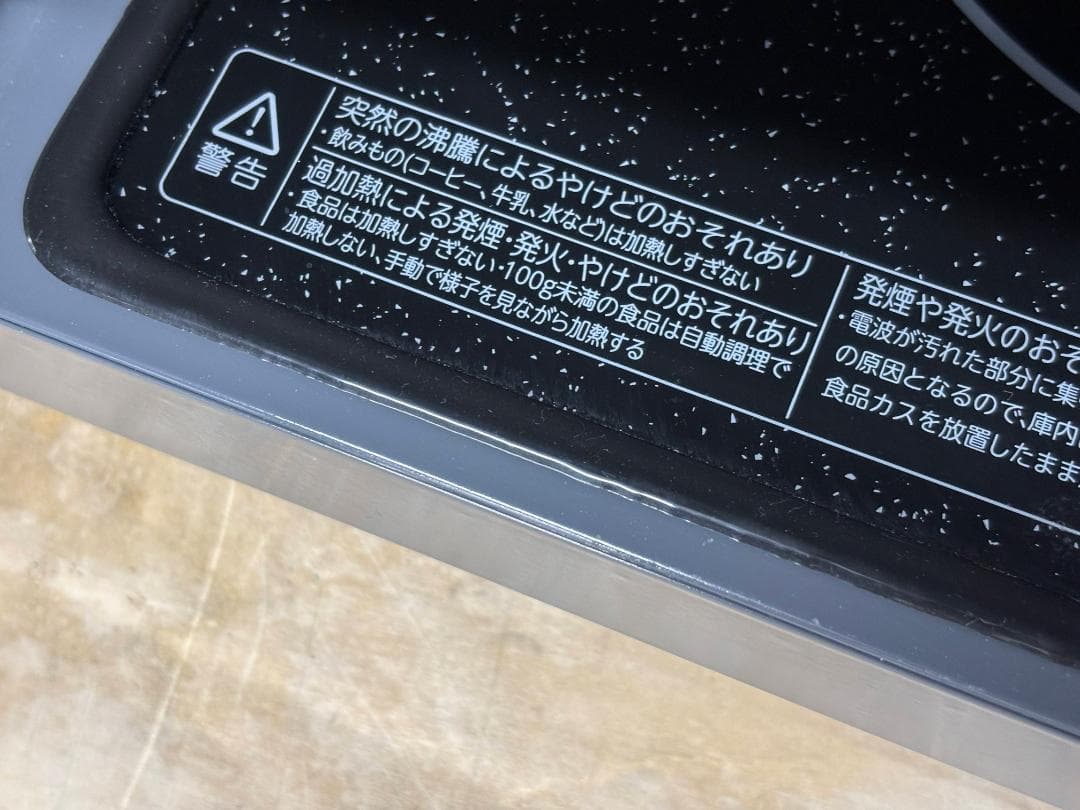 警告
突然の沸騰によるやけどのおそれあり
・飲みもの(コーヒー、牛乳、水など)は加熱しすぎない
過加熱による発煙・発火・やけどのおそれあり
・食品は加熱しすぎない・100g未満の食品は自動調理で
加熱しない、手動で様子を見ながら加熱する
発煙や発火のおそ
・電波が汚れた部分に集
の原因となるので、庫内
食品カスを放置したまま